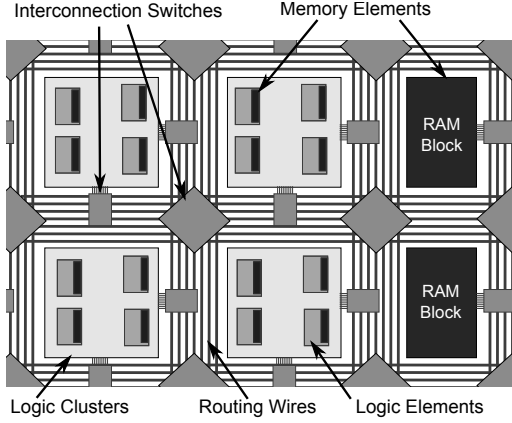 Interconnection Switches
Memory Elements
RAM
Block
RAM
Block
Logic Clusters
Routing Wires
Logic Elements